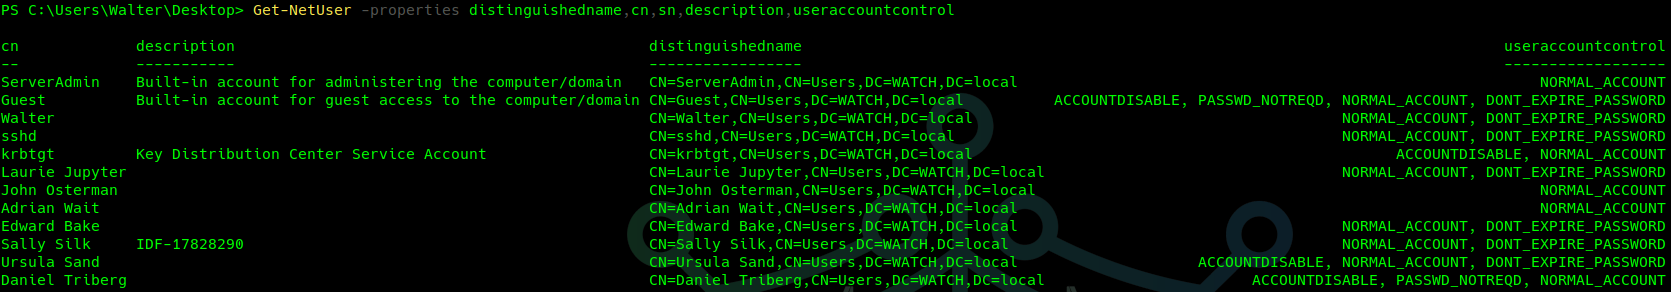 PS C:\Users\Walter\Desktop> Get-NetUser -properties distinguishedname,cn,sn,description,useraccountcontrol
cn description distinguishedname useraccountcontrol
-- ----------- ----------------- ------------------
ServerAdmin Built-in account for administering the computer/domain CN=ServerAdmin,CN=Users,DC=WATCH,DC=local NORMAL_ACCOUNT
Guest Built-in account for guest access to the computer/domain CN=Guest,CN=Users,DC=WATCH,DC=local ACCOUNTDISABLE, PASSWD_NOTREQD, NORMAL_ACCOUNT, DONT_EXPIRE_PASSWORD
Walter CN=Walter,CN=Users,DC=WATCH,DC=local NORMAL_ACCOUNT, DONT_EXPIRE_PASSWORD
sshd CN=sshd,CN=Users,DC=WATCH,DC=local NORMAL_ACCOUNT, DONT_EXPIRE_PASSWORD
krbtgt Key Distribution Center Service Account CN=krbtgt,CN=Users,DC=WATCH,DC=local ACCOUNTDISABLE, NORMAL_ACCOUNT
Laurie Jupyter CN=Laurie Jupyter,CN=Users,DC=WATCH,DC=local NORMAL_ACCOUNT, DONT_EXPIRE_PASSWORD
John Osterman CN=John Osterman,CN=Users,DC=WATCH,DC=local NORMAL_ACCOUNT
Adrian Wait CN=Adrian Wait,CN=Users,DC=WATCH,DC=local NORMAL_ACCOUNT
Edward Bake CN=Edward Bake,CN=Users,DC=WATCH,DC=local NORMAL_ACCOUNT, DONT_EXPIRE_PASSWORD
Sally Silk IDF-17828290 CN=Sally Silk,CN=Users,DC=WATCH,DC=local NORMAL_ACCOUNT, DONT_EXPIRE_PASSWORD
Ursula Sand CN=Ursula Sand,CN=Users,DC=WATCH,DC=local ACCOUNTDISABLE, NORMAL_ACCOUNT, DONT_EXPIRE_PASSWORD
Daniel Triberg CN=Daniel Triberg,CN=Users,DC=WATCH,DC=local ACCOUNTDISABLE, PASSWD_NOTREQD, NORMAL_ACCOUNT